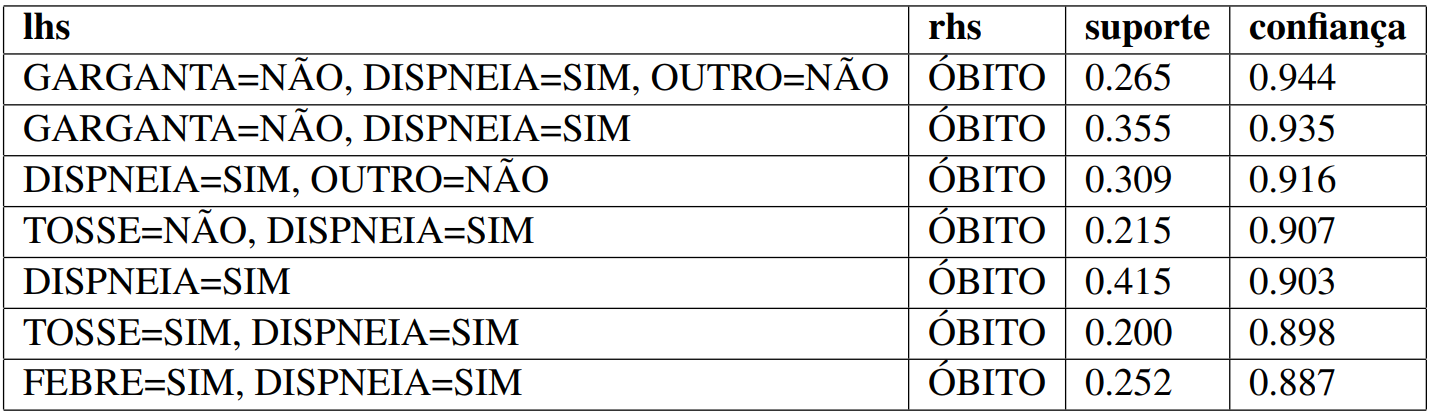 lhs rhs suporte confiança
GARGANTA=NÃO, DISPNEIA=SIM, OUTRO=NÃO ÓBITO 0.265 0.944
GARGANTA=NÃO, DISPNEIA=SIM ÓBITO 0.355 0.935
DISPNEIA=SIM, OUTRO=NÃO ÓBITO 0.309 0.916
TOSSE=NÃO, DISPNEIA=SIM ÓBITO 0.215 0.907
DISPNEIA=SIM ÓBITO 0.415 0.903
TOSSE=SIM, DISPNEIA=SIM ÓBITO 0.200 0.898
FEBRE=SIM, DISPNEIA=SIM ÓBITO 0.252 0.887